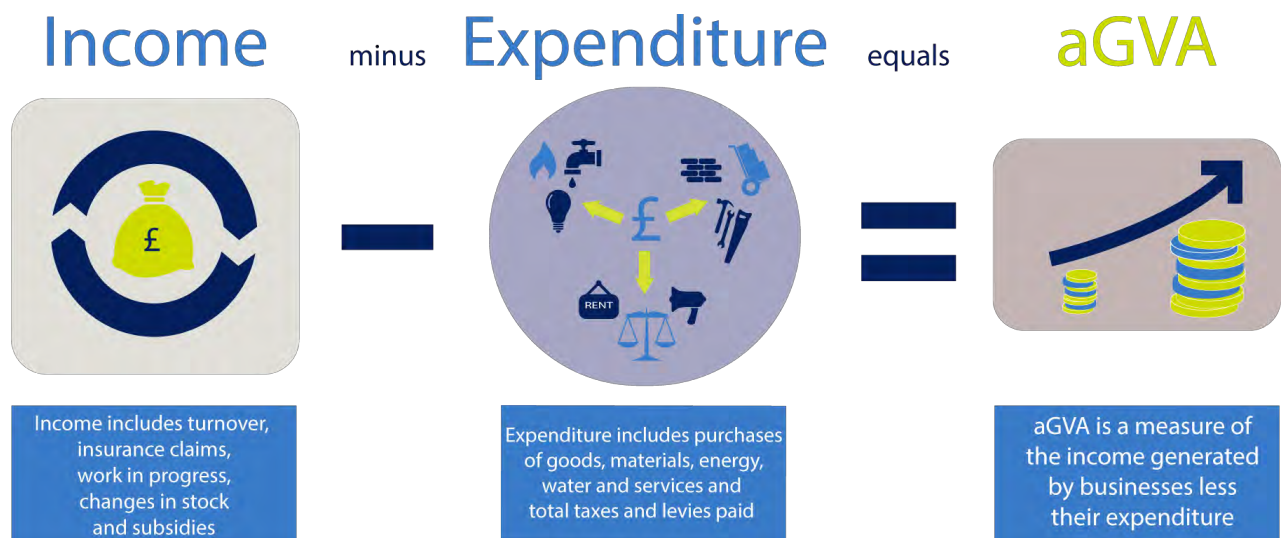 Income minus Expenditure equals aGVA
£
£
RENT
Income includes turnover,
insurance claims,
work in progress,
changes in stock
and subsidies
Expenditure includes purchases
of goods, materials, energy,
water and services and
total taxes and levies paid
aGVA is a measure of
the income generated
by businesses less
their expenditure